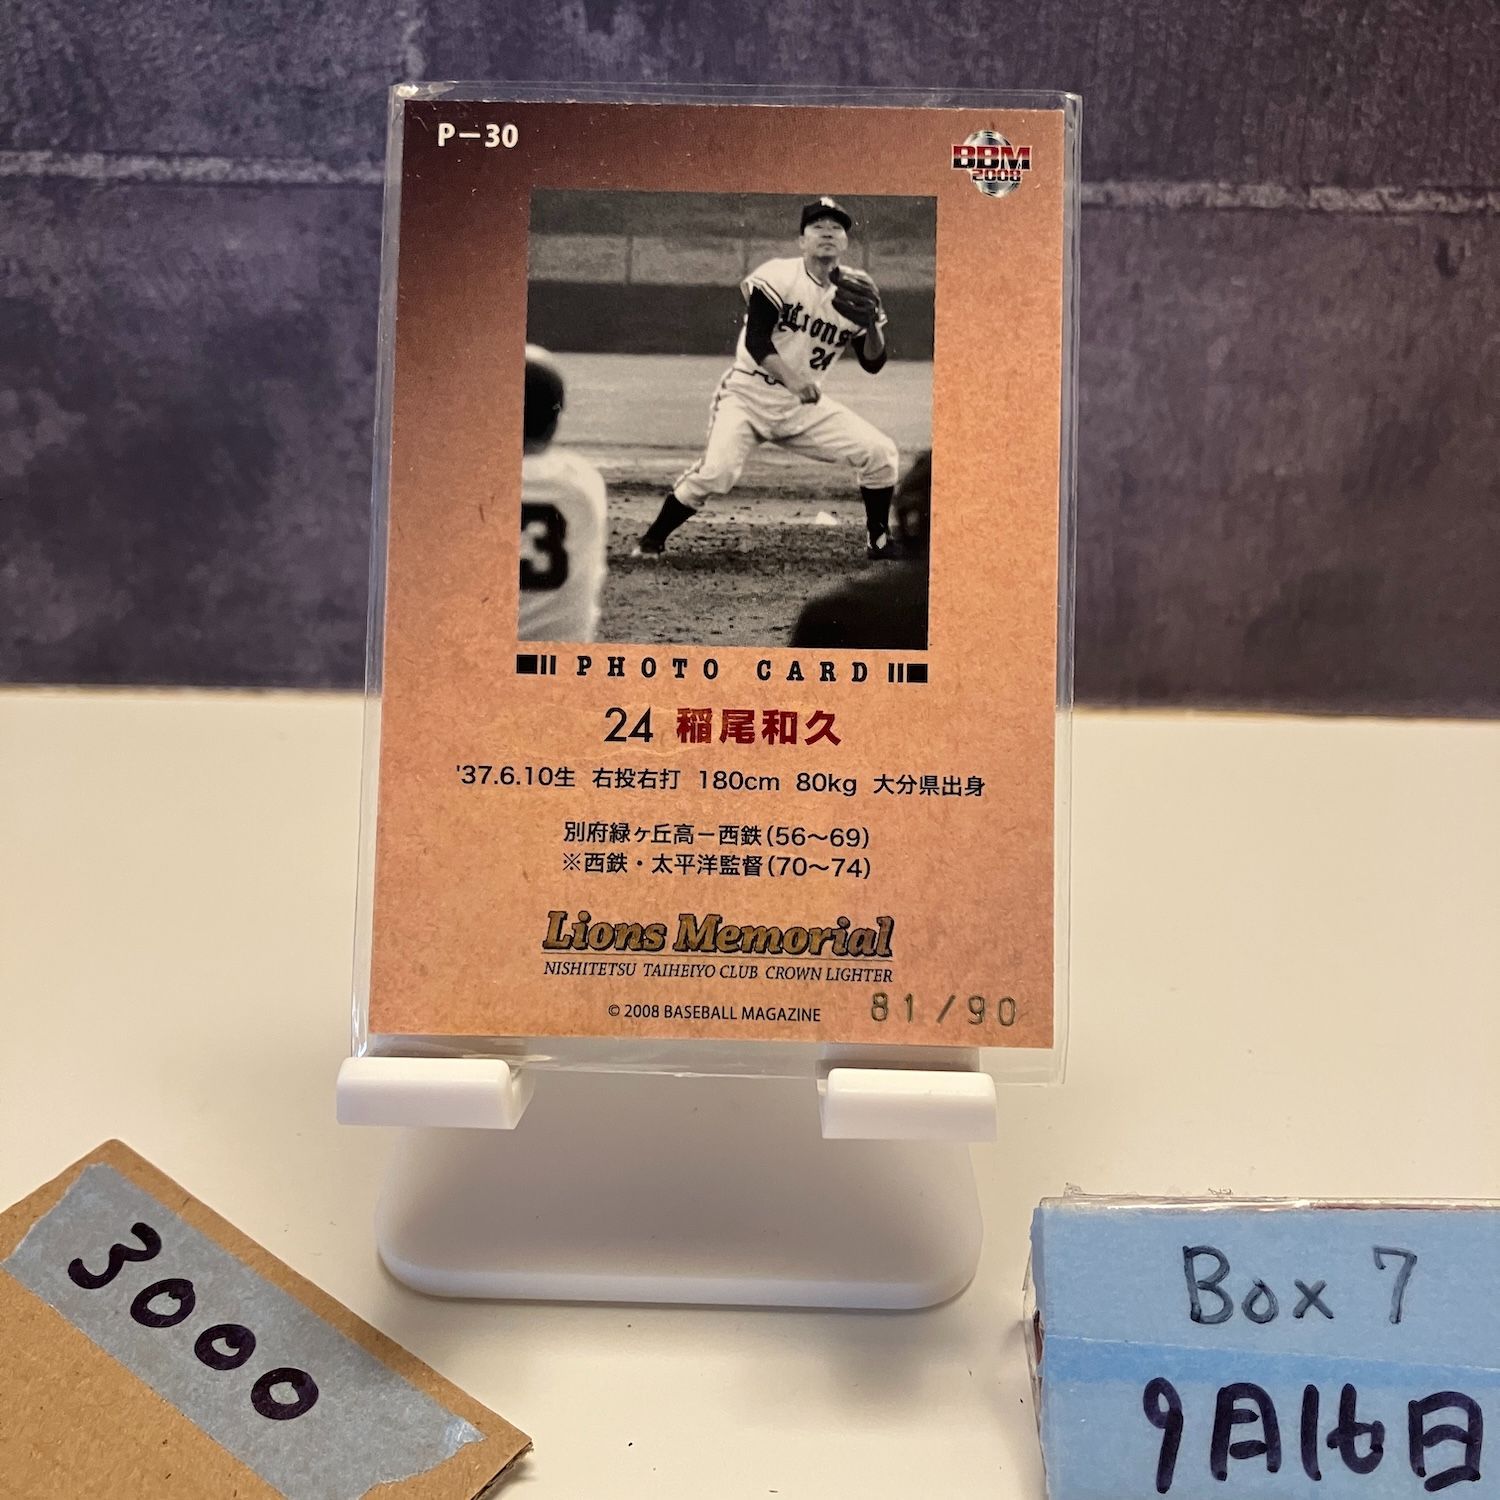 P−30
BBM
2008
Lions
24
3
PHOTO CARD
24 稲尾和久
'37.6.10生 右投右打 180cm 80kg 大分県出身
別府緑ヶ丘高−西鉄(56〜69)
※西鉄・太平洋監督(70〜74)
Lions Memorial
NISHITETSU TAIHEIYO CLUB CROWN LIGHTER
© 2008 BASEBALL MAGAZINE
81/90
3000
Box 7
9月16日